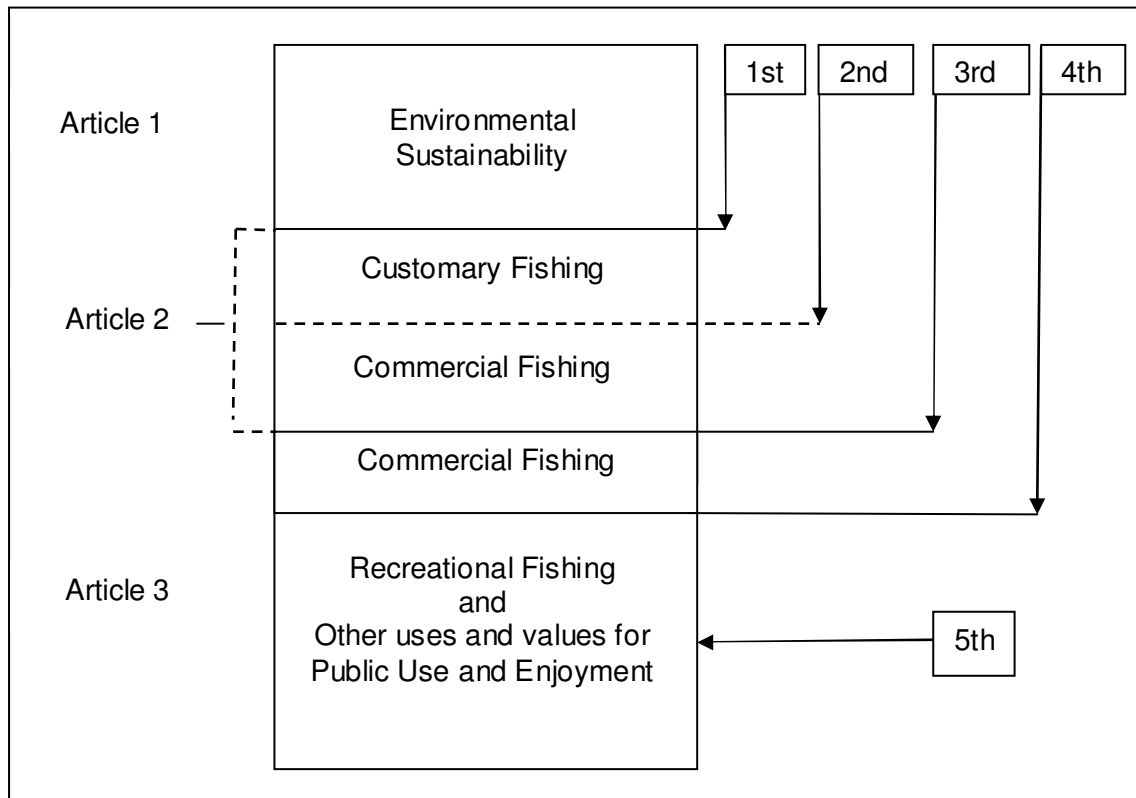 1st
2nd
3rd
4th
Article 1
Environmental
Sustainability
Customary Fishing
Article 2
Commercial Fishing
Commercial Fishing
Article 3
Recreational Fishing
and
Other uses and values for
Public Use and Enjoyment
5th